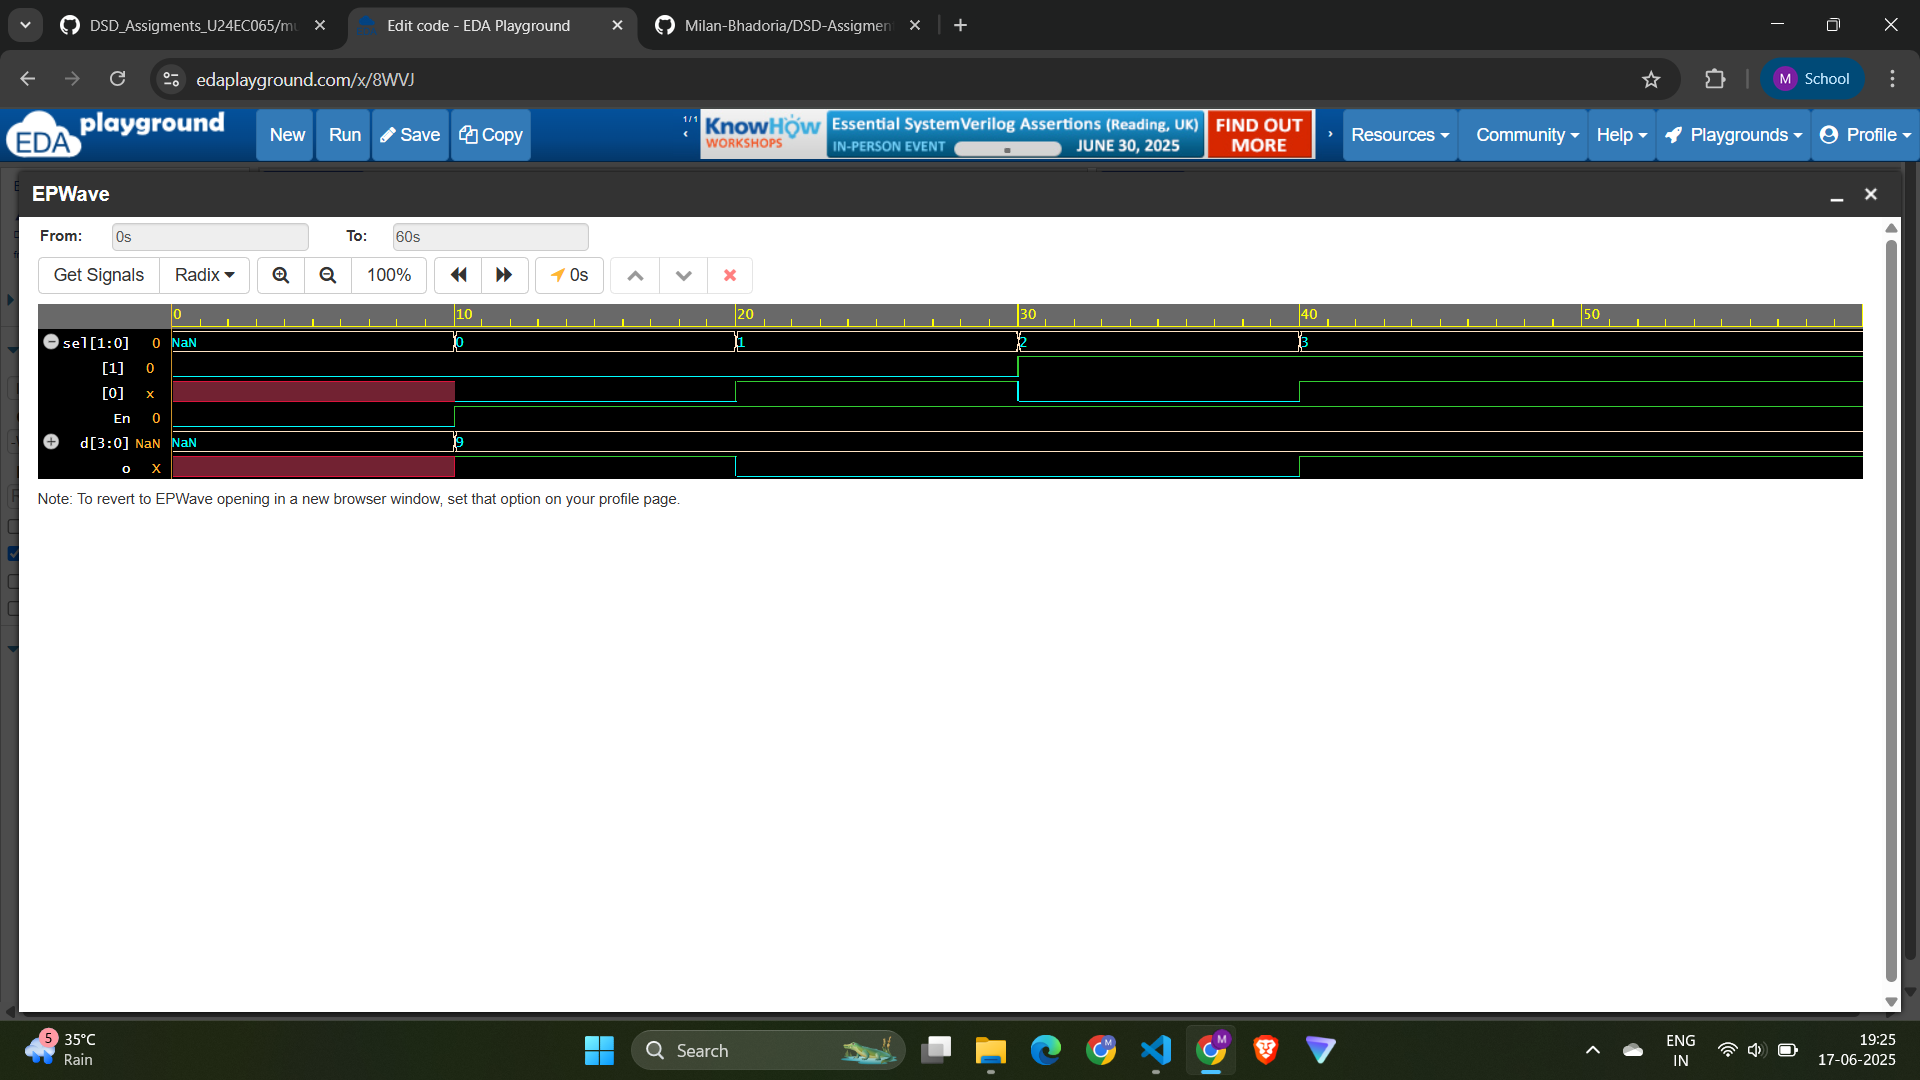 DSD_Assigments_U24EC065/mu
Edit code - EDA Playground
Milan-Bhadoria/DSD-Assigment
edaplayground.com/x/8WVJ
M School
EDA playground
New Run Save Copy
1/1
KnowHow WORKSHOPS
Essential SystemVerilog Assertions (Reading, UK)
IN-PERSON EVENT JUNE 30, 2025
FIND OUT MORE
Resources Community Help Playgrounds Profile
EPWave
From: 0s To: 60s
Get Signals Radix 100% 0s
0 10 20 30 40 50
sel[1:0] 0 NaN 0 1 2 3
[1] 0
[0] x
En 0
d[3:0] NaN NaN 9
o X
Note: To revert to EPWave opening in a new browser window, set that option on your profile page.
5 35°C
Rain
Search
M
M
ENG
IN
19:25
17-06-2025